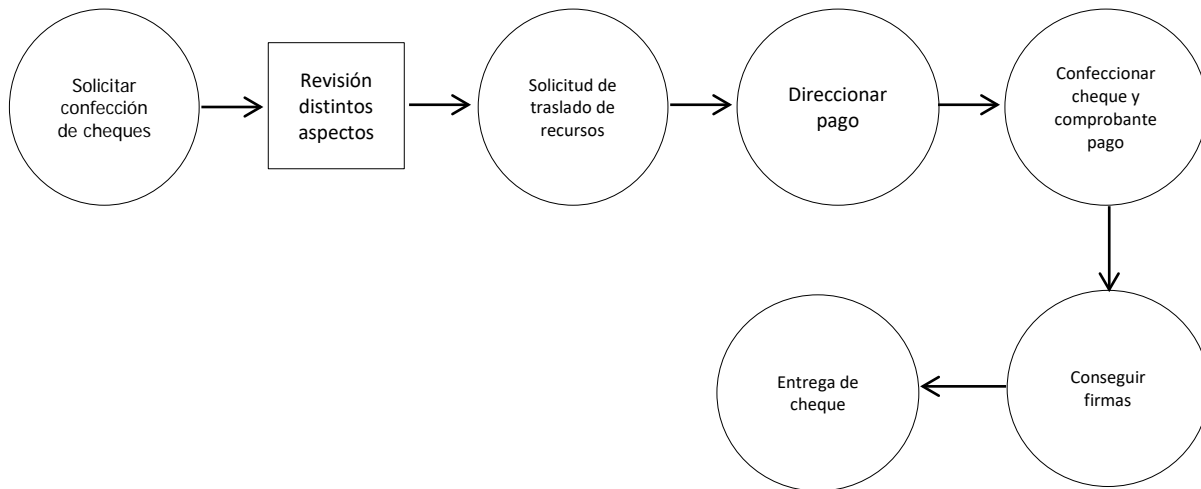 Solicitar
confección
de cheques
Revisión
distintos
aspectos
Solicitud de
traslado de
recursos
Direccionar
pago
Confeccionar
cheque y
comprobante
pago
Conseguir
firmas
Entrega de
cheque